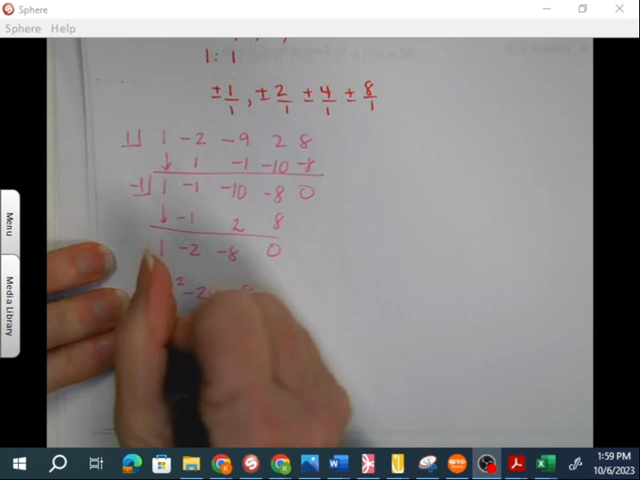 Sphere
Sphere Help
1: 1
± 1/1, ± 2/1 ± 4/1 ± 8/1
1 1 -2 -9 2 8
↓ 1 -1 -10 -8
-1 1 -1 -10 -8 0
↓ -1 2 8
1 -2 -8 0
2 -2
Menu
Media Library
1:59 PM
10/6/2023